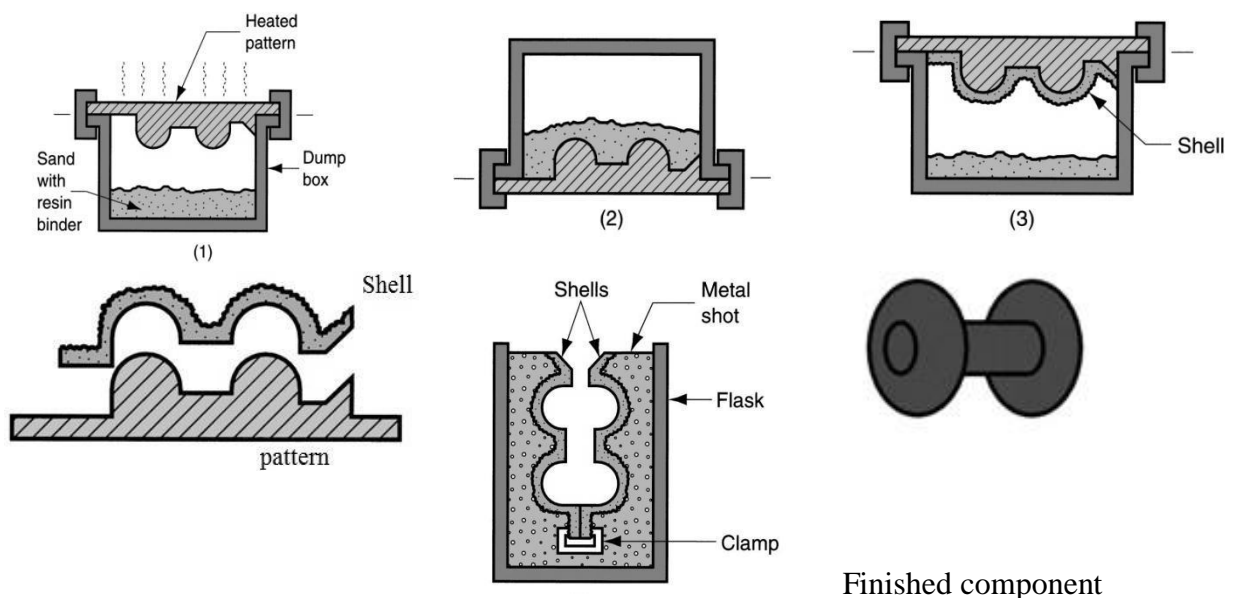 Heated
pattern
Sand
with
resin
binder
Dump
box
(1)
(2)
Shell
(3)
Shell
pattern
Shells
Metal
shot
Flask
Clamp
Finished component